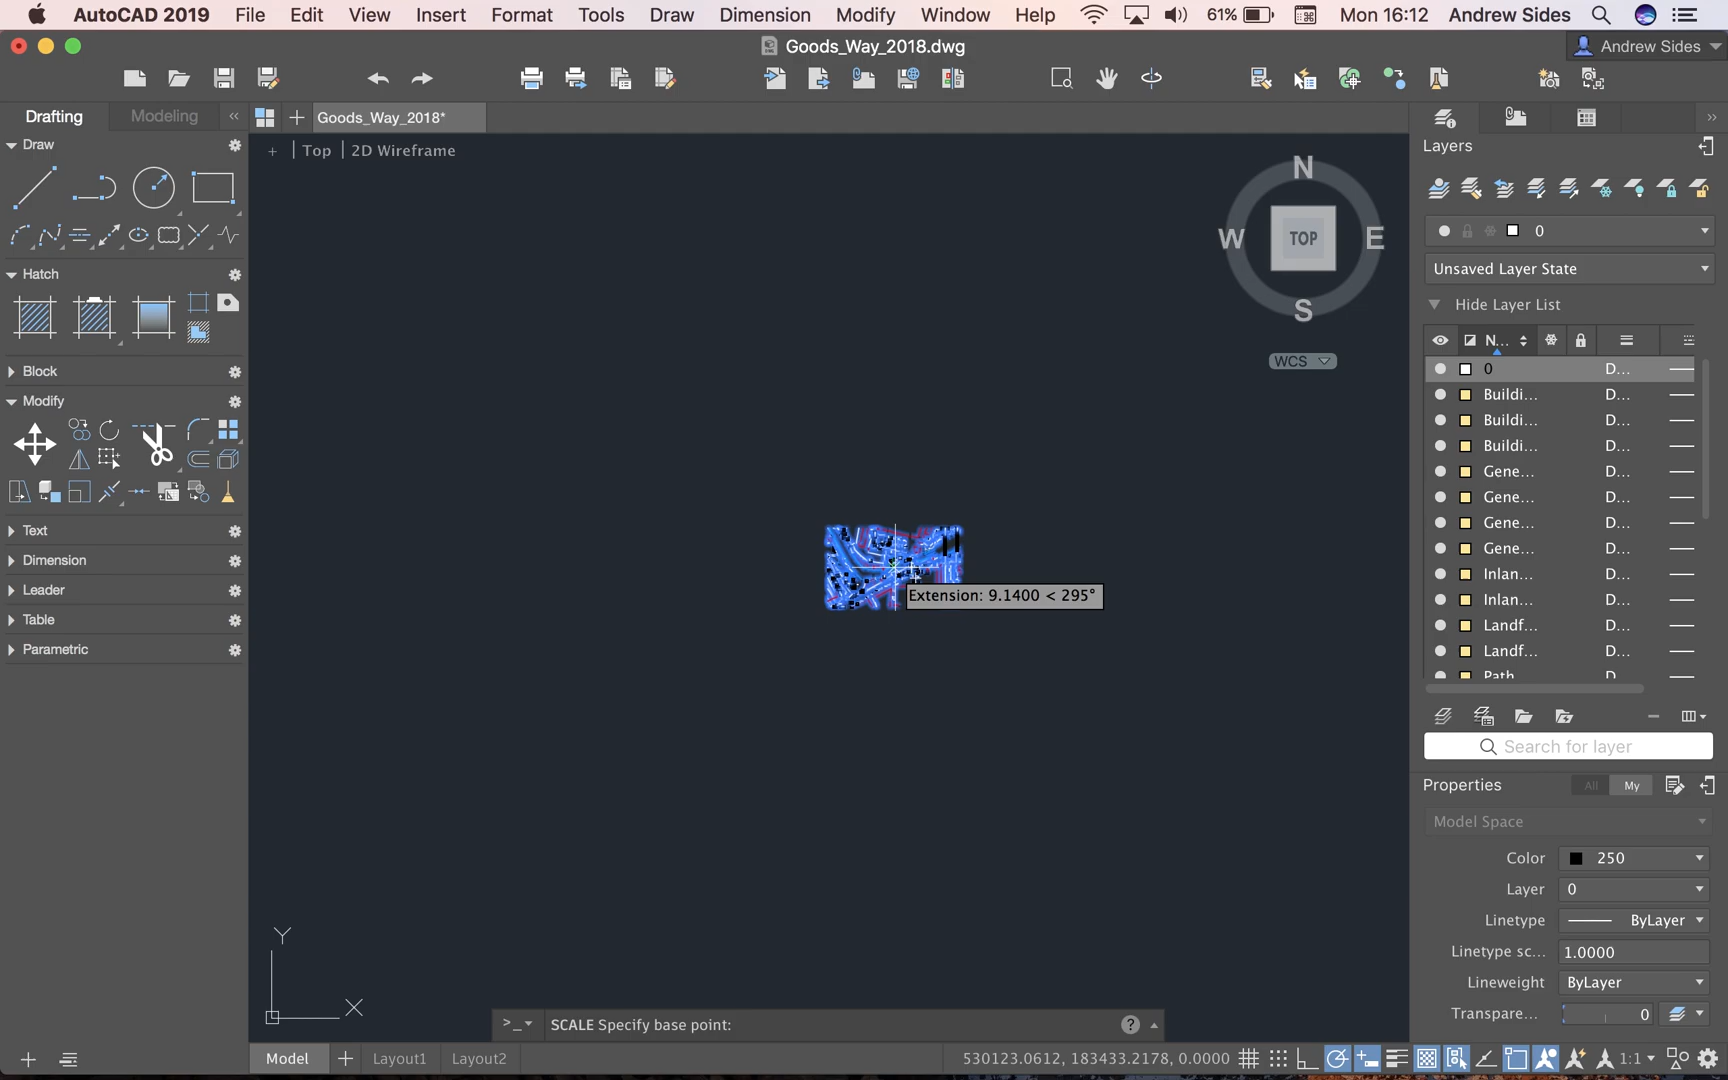 AutoCAD 2019 File Edit View Insert Format Tools Draw Dimension Modify Window Help 61% Mon 16:12 Andrew Sides
Goods_Way_2018.dwg
Andrew Sides
Drafting Modeling
Goods_Way_2018*
+ | Top | 2D Wireframe
Draw
Hatch
Block
Modify
Text
Dimension
Leader
Table
Parametric
N
W TOP E
S
WCS
Extension: 9.1400 < 295°
Y
X
>_ SCALE Specify base point:
Model Layout1 Layout2
530123.0612, 183433.2178, 0.0000
1:1
Layers
0
Unsaved Layer State
Hide Layer List
N...
0 D...
Buildi... D...
Buildi... D...
Buildi... D...
Gene... D...
Gene... D...
Gene... D...
Gene... D...
Inlan... D...
Inlan... D...
Landf... D...
Landf... D...
Path D
Search for layer
Properties All My
Model Space
Color 250
Layer 0
Linetype ByLayer
Linetype sc... 1.0000
Lineweight ByLayer
Transpare... 0